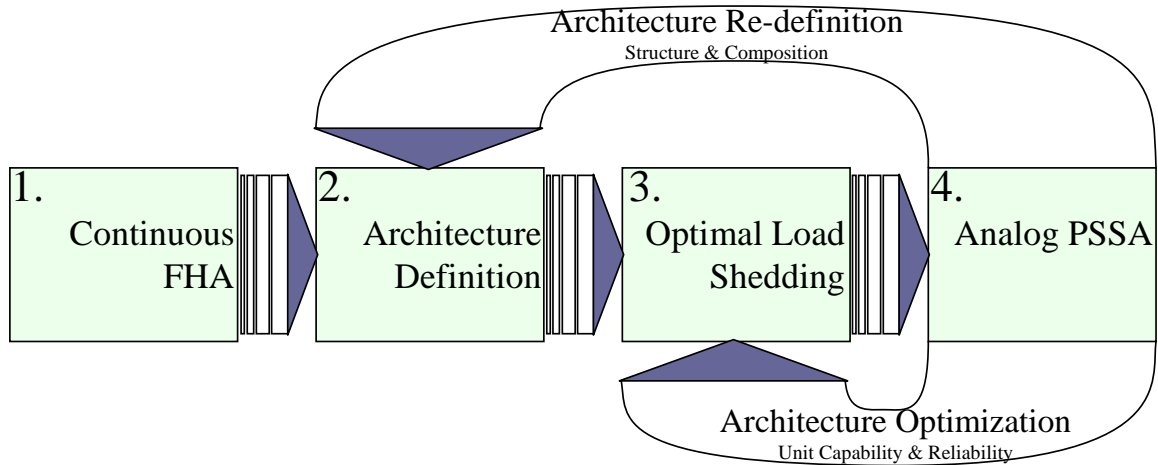 Architecture Re-definition
Structure & Composition
1.
Continuous
FHA
2.
Architecture
Definition
3.
Optimal Load
Shedding
4.
Analog PSSA
Architecture Optimization
Unit Capability & Reliability